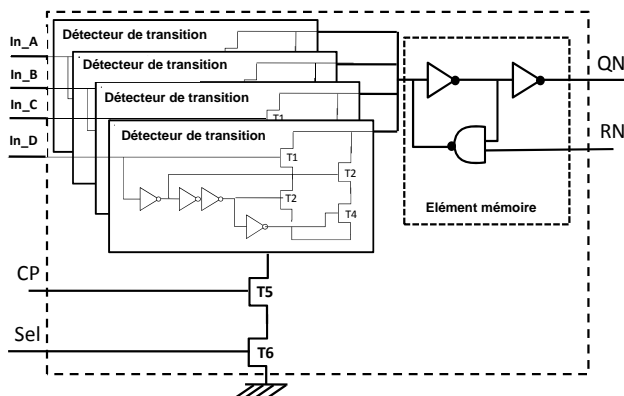 Détecteur de transition
In_A
Détecteur de transition
In_B
Détecteur de transition
In_C
T1
Détecteur de transition
In_D
T1
T2
T2
T4
QN
RN
Elément mémoire
CP
T5
Sel
T6